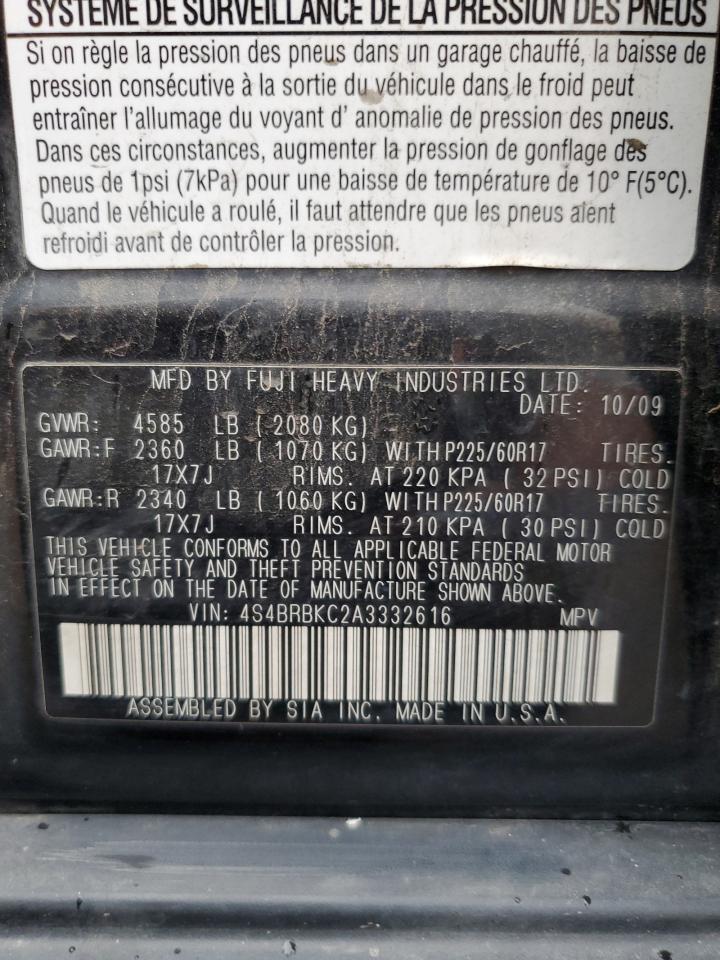 SYSTÈME DE SURVEILLANCE DE LA PRESSION DES PNEUS
Si on règle la pression des pneus dans un garage chauffé, la baisse de
pression consécutive à la sortie du véhicule dans le froid peut
entraîner l'allumage du voyant d' anomalie de pression des pneus.
Dans ces circonstances, augmenter la pression de gonflage des
pneus de 1psi (7kPa) pour une baisse de température de 10° F(5°C).
Quand le véhicule a roulé, il faut attendre que les pneus aient
refroidi avant de contrôler la pression.
MFD BY FUJI HEAVY INDUSTRIES LTD.
DATE: 10/09
GVWR: 4585 LB ( 2080 KG)
GAWR:F 2360 LB ( 1070 KG) WITH P225/60R17 TIRES.
17X7J RIMS. AT 220 KPA ( 32 PSI) COLD
GAWR:R 2340 LB ( 1060 KG) WITH P225/60R17 TIRES.
17X7J RIMS. AT 210 KPA ( 30 PSI) COLD
THIS VEHICLE CONFORMS TO ALL APPLICABLE FEDERAL MOTOR
VEHICLE SAFETY AND THEFT PREVENTION STANDARDS
IN EFFECT ON THE DATE OF MANUFACTURE SHOWN ABOVE.
VIN: 4S4BRBKC2A3332616 MPV
ASSEMBLED BY SIA INC. MADE IN U.S.A.